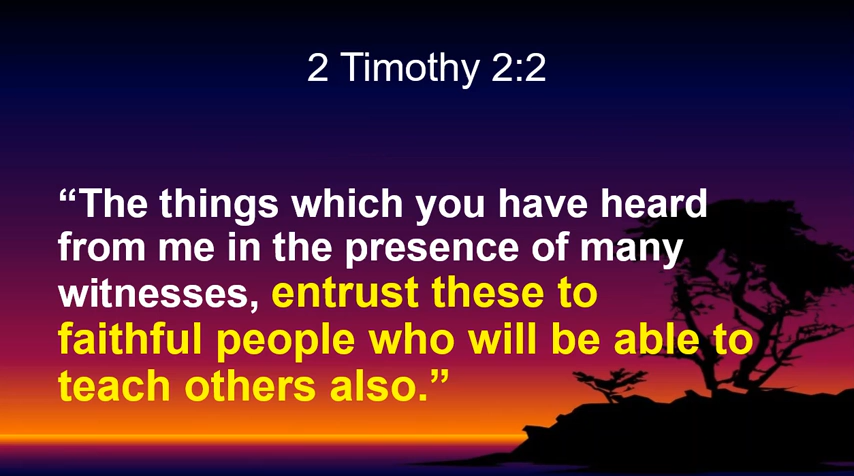 2 Timothy 2:2
“The things which you have heard
from me in the presence of many
witnesses, entrust these to
faithful people who will be able to
teach others also.”